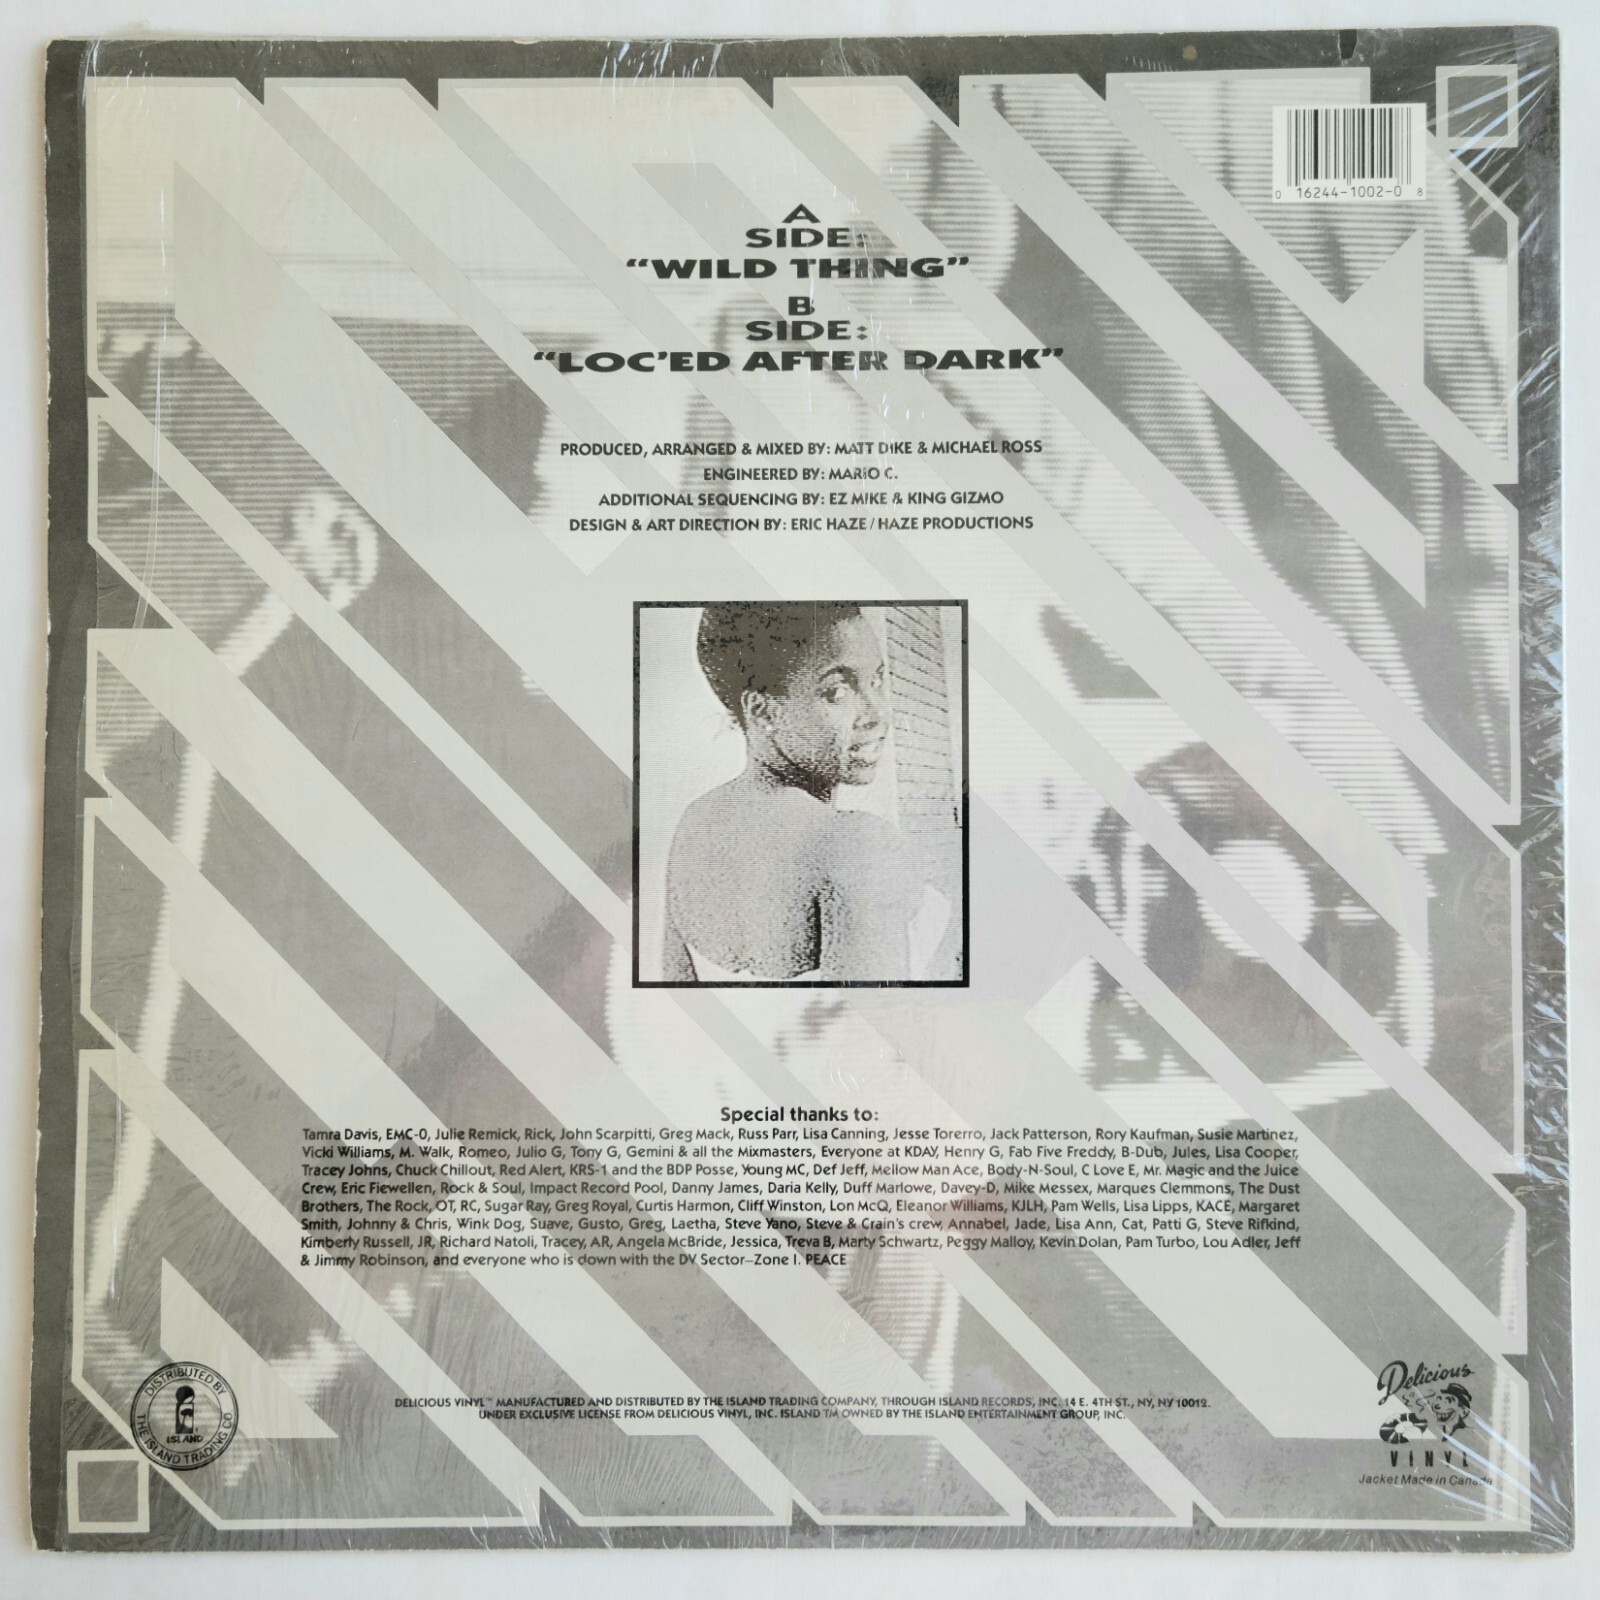 0 16244-1002-0 8
A
SIDE:
"WILD THING"
B
SIDE:
"LOC'ED AFTER DARK"
PRODUCED, ARRANGED & MIXED BY: MATT DIKE & MICHAEL ROSS
ENGINEERED BY: MARIO C.
ADDITIONAL SEQUENCING BY: EZ MIKE & KING GIZMO
DESIGN & ART DIRECTION BY: ERIC HAZE / HAZE PRODUCTIONS
Special thanks to:
Tamra Davis, EMC-0, Julie Remick, Rick, John Scarpitti, Greg Mack, Russ Parr, Lisa Canning, Jesse Torerro, Jack Patterson, Rory Kaufman, Susie Martinez,
Vicki Williams, M. Walk, Romeo, Julio G, Tony G, Gemini & all the Mixmasters, Everyone at KDAY, Henry G, Fab Five Freddy, B-Dub, Jules, Lisa Cooper,
Tracey Johns, Chuck Chillout, Red Alert, KRS-1 and the BDP Posse, Young MC, Def Jeff, Mellow Man Ace, Body-N-Soul, C Love E, Mr. Magic and the Juice
Crew, Eric Fiewellen, Rock & Soul, Impact Record Pool, Danny James, Daria Kelly, Duff Marlowe, Davey-D, Mike Messex, Marques Clemmons, The Dust
Brothers, The Rock, OT, RC, Sugar Ray, Greg Royal, Curtis Harmon, Cliff Winston, Lon McQ, Eleanor Williams, KJLH, Pam Wells, Lisa Lipps, KACE, Margaret
Smith, Johnny & Chris, Wink Dog, Suave, Gusto, Greg, Laetha, Steve Yano, Steve & Crain's crew, Annabel, Jade, Lisa Ann, Cat, Patti G, Steve Rifkind,
Kimberly Russell, JR, Richard Natoli, Tracey, AR, Angela McBride, Jessica, Treva B, Marty Schwartz, Peggy Malloy, Kevin Dolan, Pam Turbo, Lou Adler, Jeff
& Jimmy Robinson, and everyone who is down with the DV Sector—Zone I. PEACE
DISTRIBUTED BY
ISLAND
THE ISLAND TRADING CO
DELICIOUS VINYL™ MANUFACTURED AND DISTRIBUTED BY THE ISLAND TRADING COMPANY, THROUGH ISLAND RECORDS, INC. 14 E. 4TH ST., NY, NY 10012.
UNDER EXCLUSIVE LICENSE FROM DELICIOUS VINYL, INC. ISLAND TM OWNED BY THE ISLAND ENTERTAINMENT GROUP, INC.
Delicious
VINYL
Jacket Made in Canada